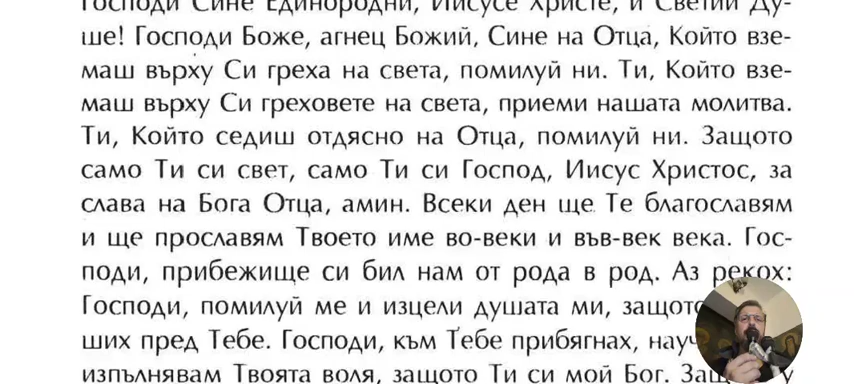 Господи Сине Единородни, Иисусе Христе, и Светии Ду-
ше! Господи Боже, агнец Божий, Сине на Отца, Който взе-
маш върху Си греха на света, помилуй ни. Ти, Който взе-
маш върху Си греховете на света, приеми нашата молитва.
Ти, Който седиш отдясно на Отца, помилуй ни. Защото
само Ти си свет, само Ти си Господ, Иисус Христос, за
слава на Бога Отца, амин. Всеки ден ще Те благославям
и ще прославям Твоето име во-веки и във-век века. Гос-
поди, прибежище си бил нам от рода в род. Аз рекох:
Господи, помилуй ме и изцели душата ми, защото
ших пред Тебе. Господи, към Тебе прибягнах, науч
изпълнявам Твоята воля, защото Ти си мой Бог.